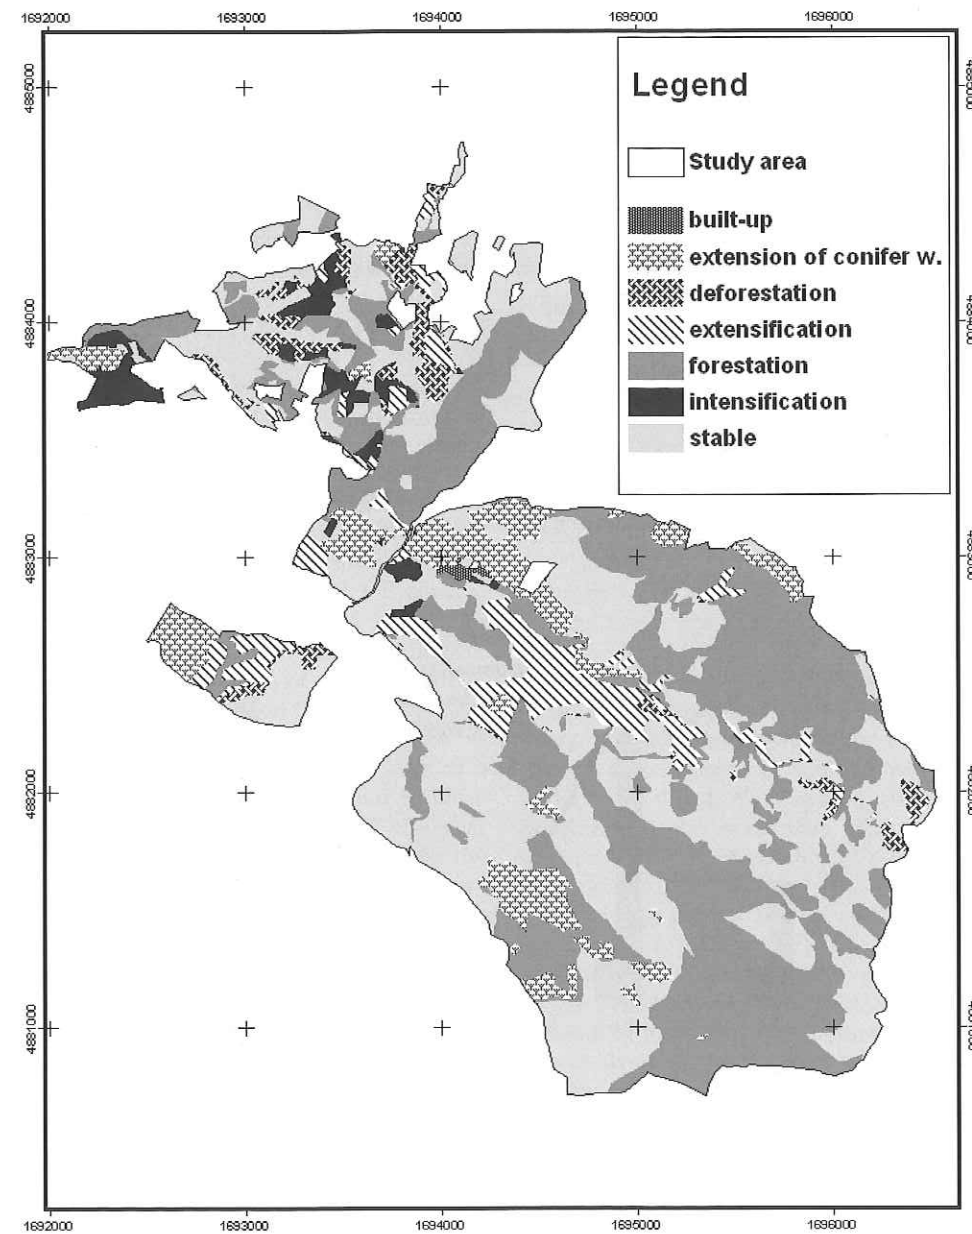 1692000 1693000 1694000 1695000 1696000
4885000
4884000
4883000
4882000
4881000
Legend
Study area
built-up
extension of conifer w.
deforestation
extensification
forestation
intensification
stable
1692000 1693000 1694000 1695000 1696000